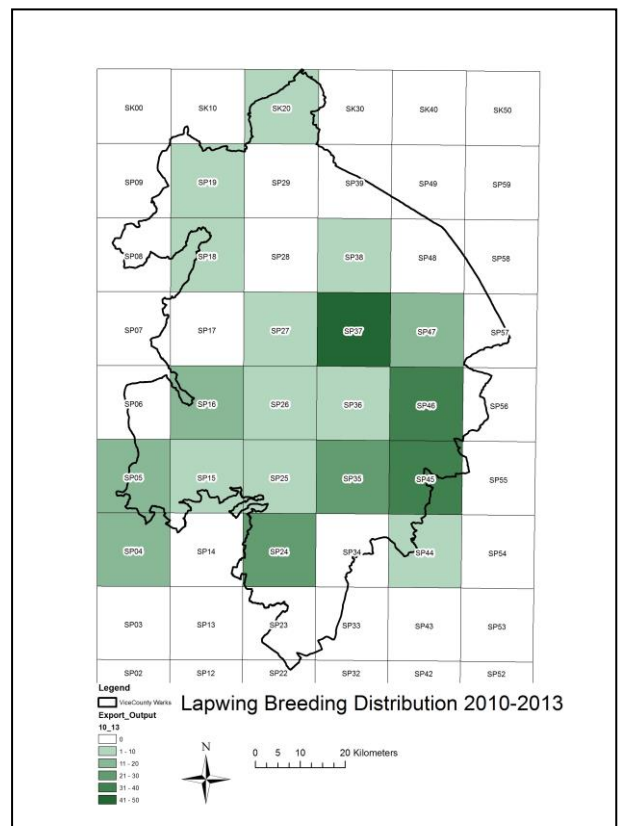 SK00 SK10 SK20 SK30 SK40 SK50
SP09 SP19 SP29 SP39 SP49 SP59
SP08 SP18 SP28 SP38 SP48 SP58
SP07 SP17 SP27 SP37 SP47 SP57
SP06 SP16 SP26 SP36 SP46 SP56
SP05 SP15 SP25 SP35 SP45 SP55
SP04 SP14 SP24 SP34 SP44 SP54
SP03 SP13 SP23 SP33 SP43 SP53
SP02 SP12 SP22 SP32 SP42 SP52
Legend
ViceCounty Warks
Lapwing Breeding Distribution 2010-2013
Export_Output
10_13
0
1 - 10
11 - 20
21 - 30
31 - 40
41 - 50
N
0 5 10 20 Kilometers